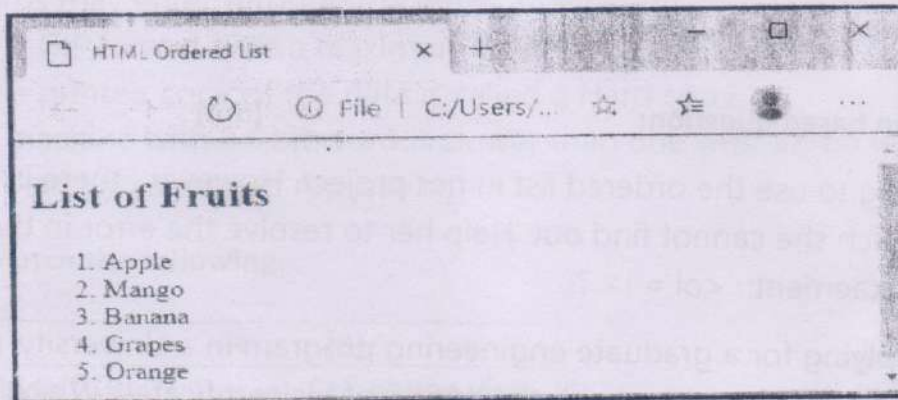 HTML Ordered List
File | C:/Users/...
List of Fruits
1. Apple
2. Mango
3. Banana
4. Grapes
5. Orange